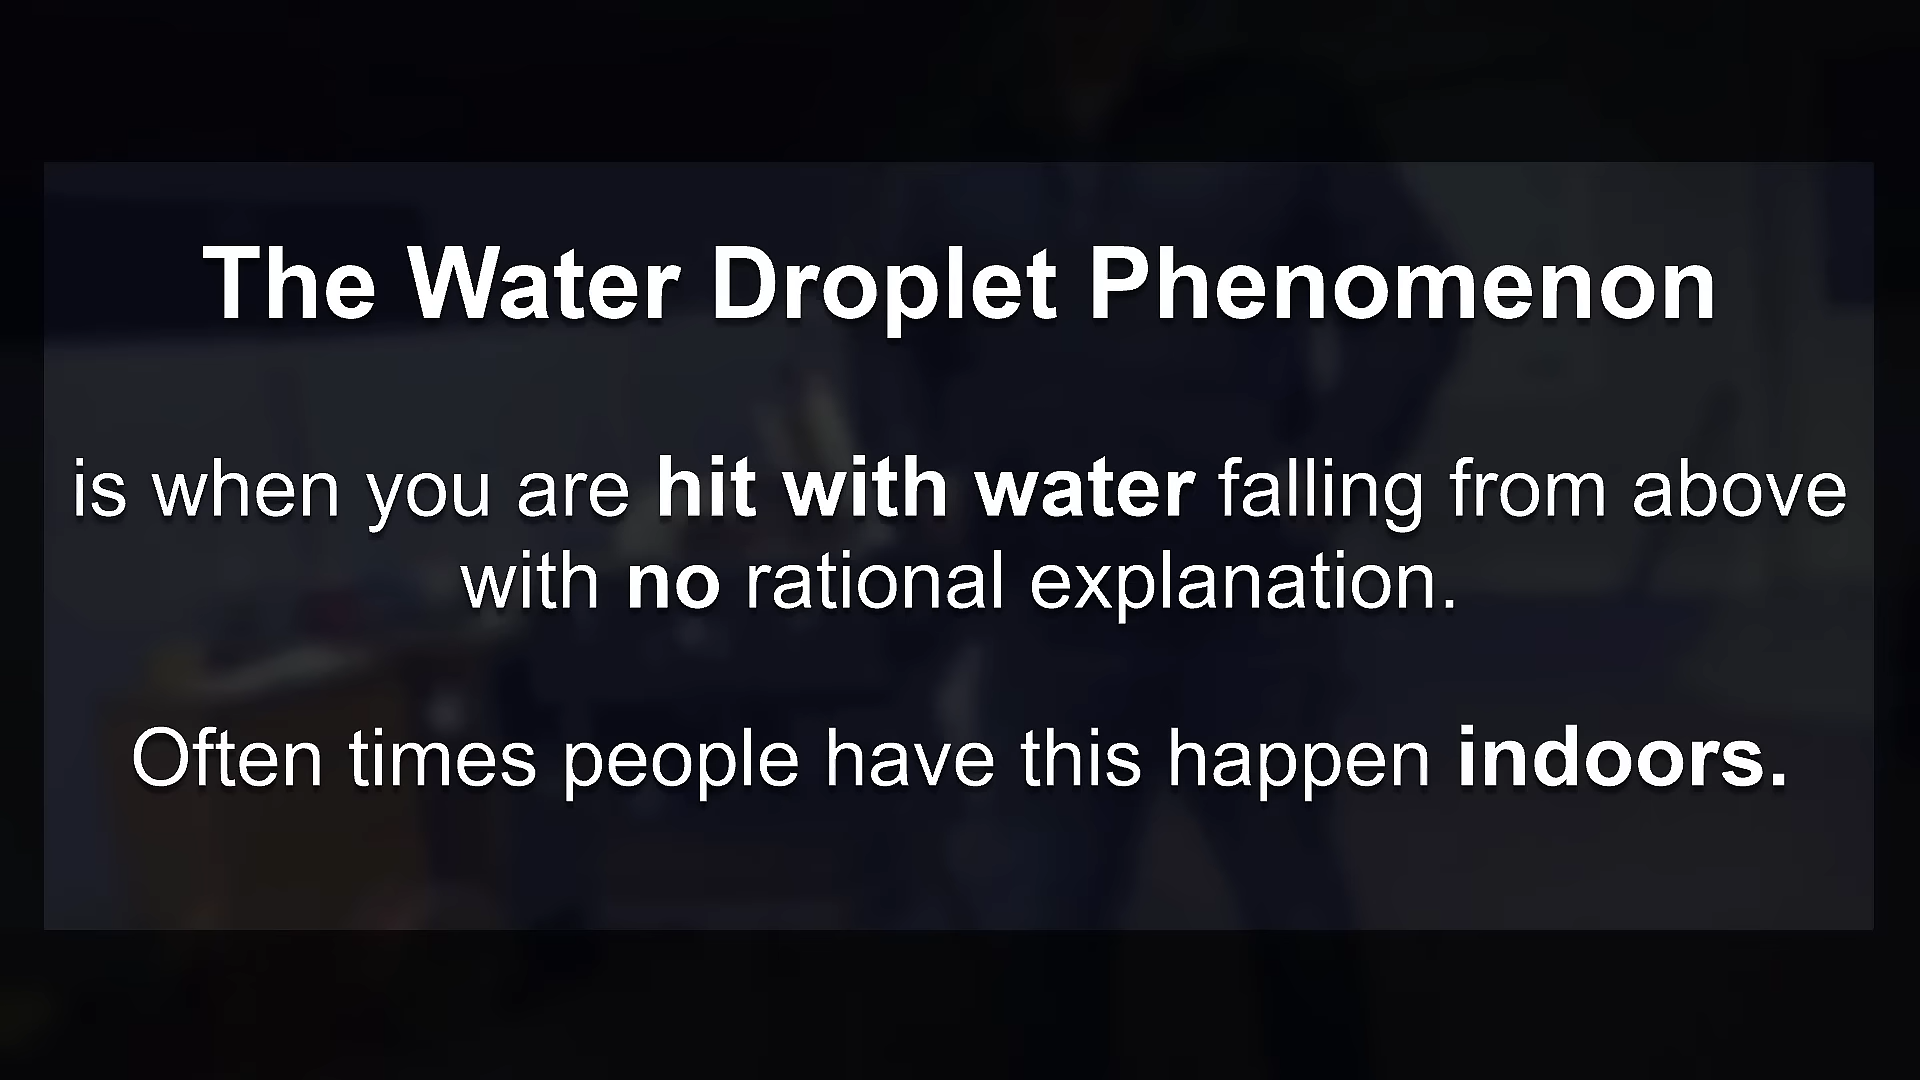 The Water Droplet Phenomenon
is when you are hit with water falling from above
with no rational explanation.
Often times people have this happen indoors.